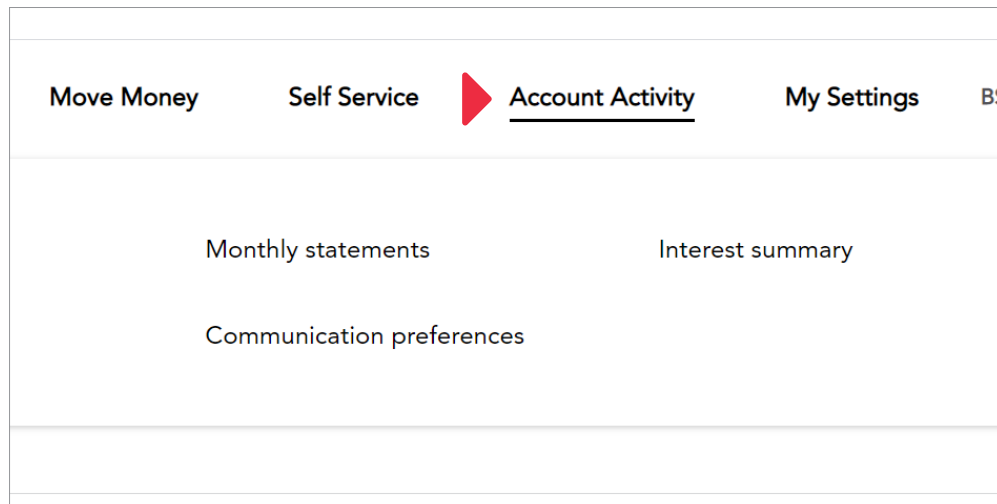 Move Money Self Service Account Activity My Settings
Monthly statements Interest summary
Communication preferences